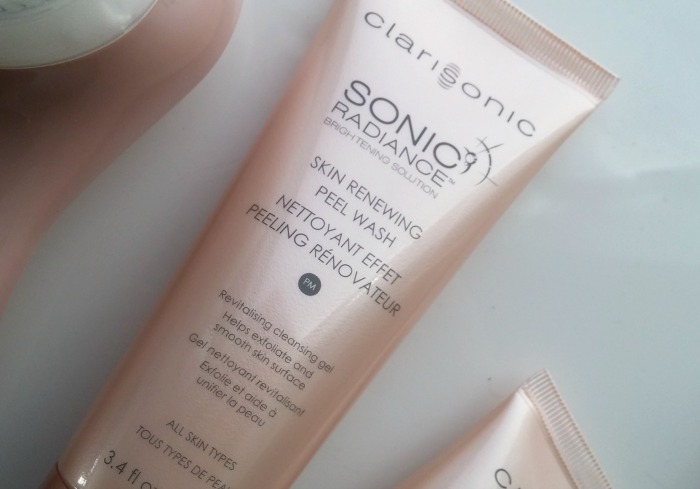 clarisonic
SONIC
RADIANCE™
BRIGHTENING SOLUTION
SKIN RENEWING
PEEL WASH
NETTOYANT EFFET
PEELING RÉNOVATEUR
PM
Revitalising cleansing gel
Helps exfoliate and
smooth skin surface
Gel nettoyant revitalisant
Exfolie et aide à
unifier la peau
ALL SKIN TYPES
TOUS TYPES DE PEA
3.4 fl o